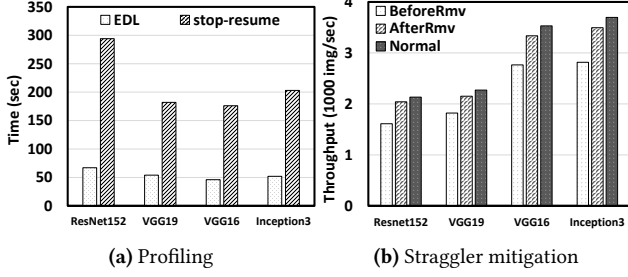 EDL stop-resume
Time (sec)
350
300
250
200
150
100
50
0
ResNet152 VGG19 VGG16 Inception3
(a) Profiling
BeforeRmv
AfterRmv
Normal
Throughput (1000 img/sec)
4
3
2
1
0
Resnet152 VGG19 VGG16 Inception3
(b) Straggler mitigation